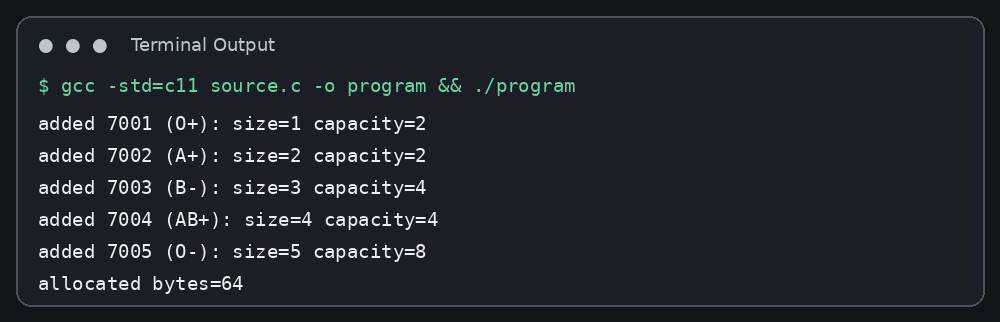 Terminal Output
$ gcc -std=c11 source.c -o program && ./program
added 7001 (O+): size=1 capacity=2
added 7002 (A+): size=2 capacity=2
added 7003 (B-): size=3 capacity=4
added 7004 (AB+): size=4 capacity=4
added 7005 (O-): size=5 capacity=8
allocated bytes=64